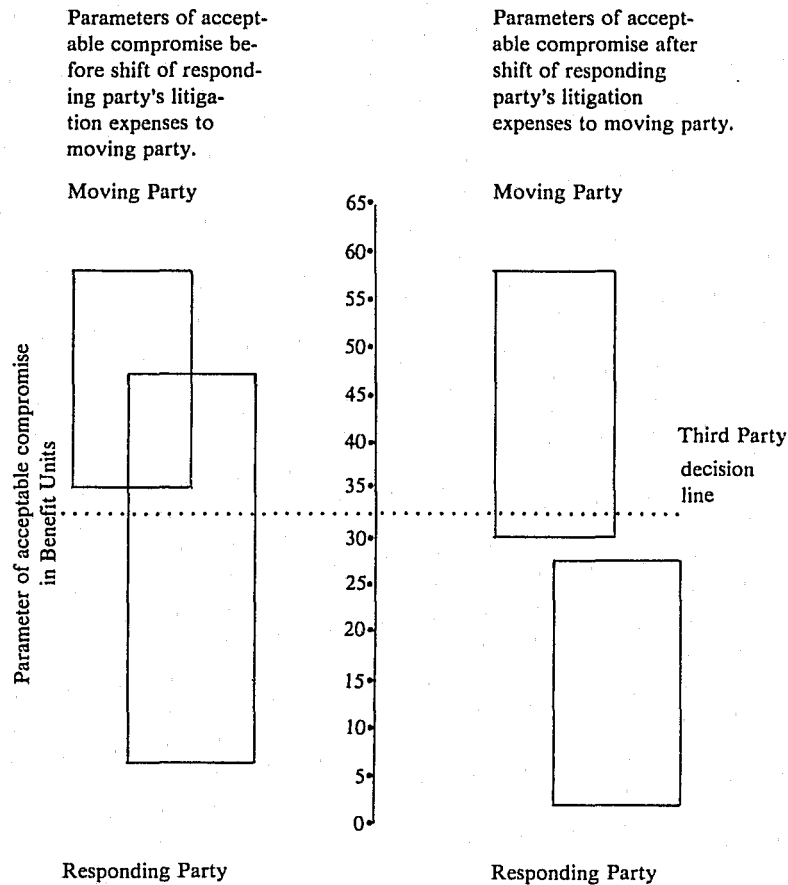 Parameters of accept-
able compromise be-
fore shift of respond-
ing party's litiga-
tion expenses to
moving party.
Parameters of accept-
able compromise after
shift of responding
party's litigation
expenses to moving party.
Moving Party
Moving Party
65
60
55
50
45
40
35
30
25
20
15
10
5
0
Parameter of acceptable compromise
in Benefit Units
Third Party
decision
line
Responding Party
Responding Party